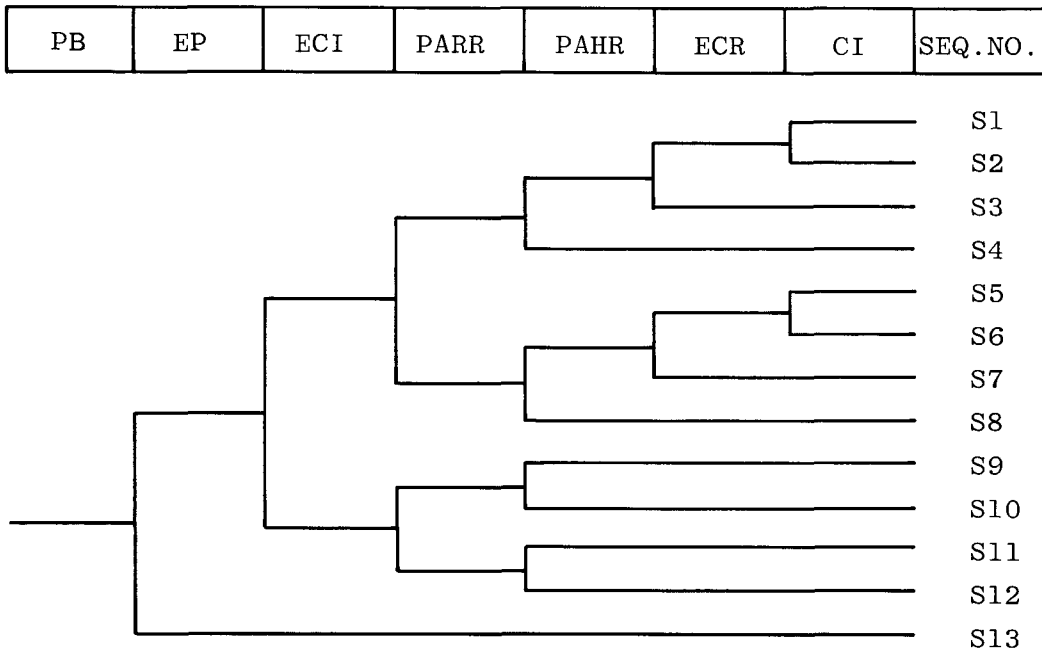 PB EP ECI PARR PAHR ECR CI SEQ.NO.
S1
S2
S3
S4
S5
S6
S7
S8
S9
S10
S11
S12
S13